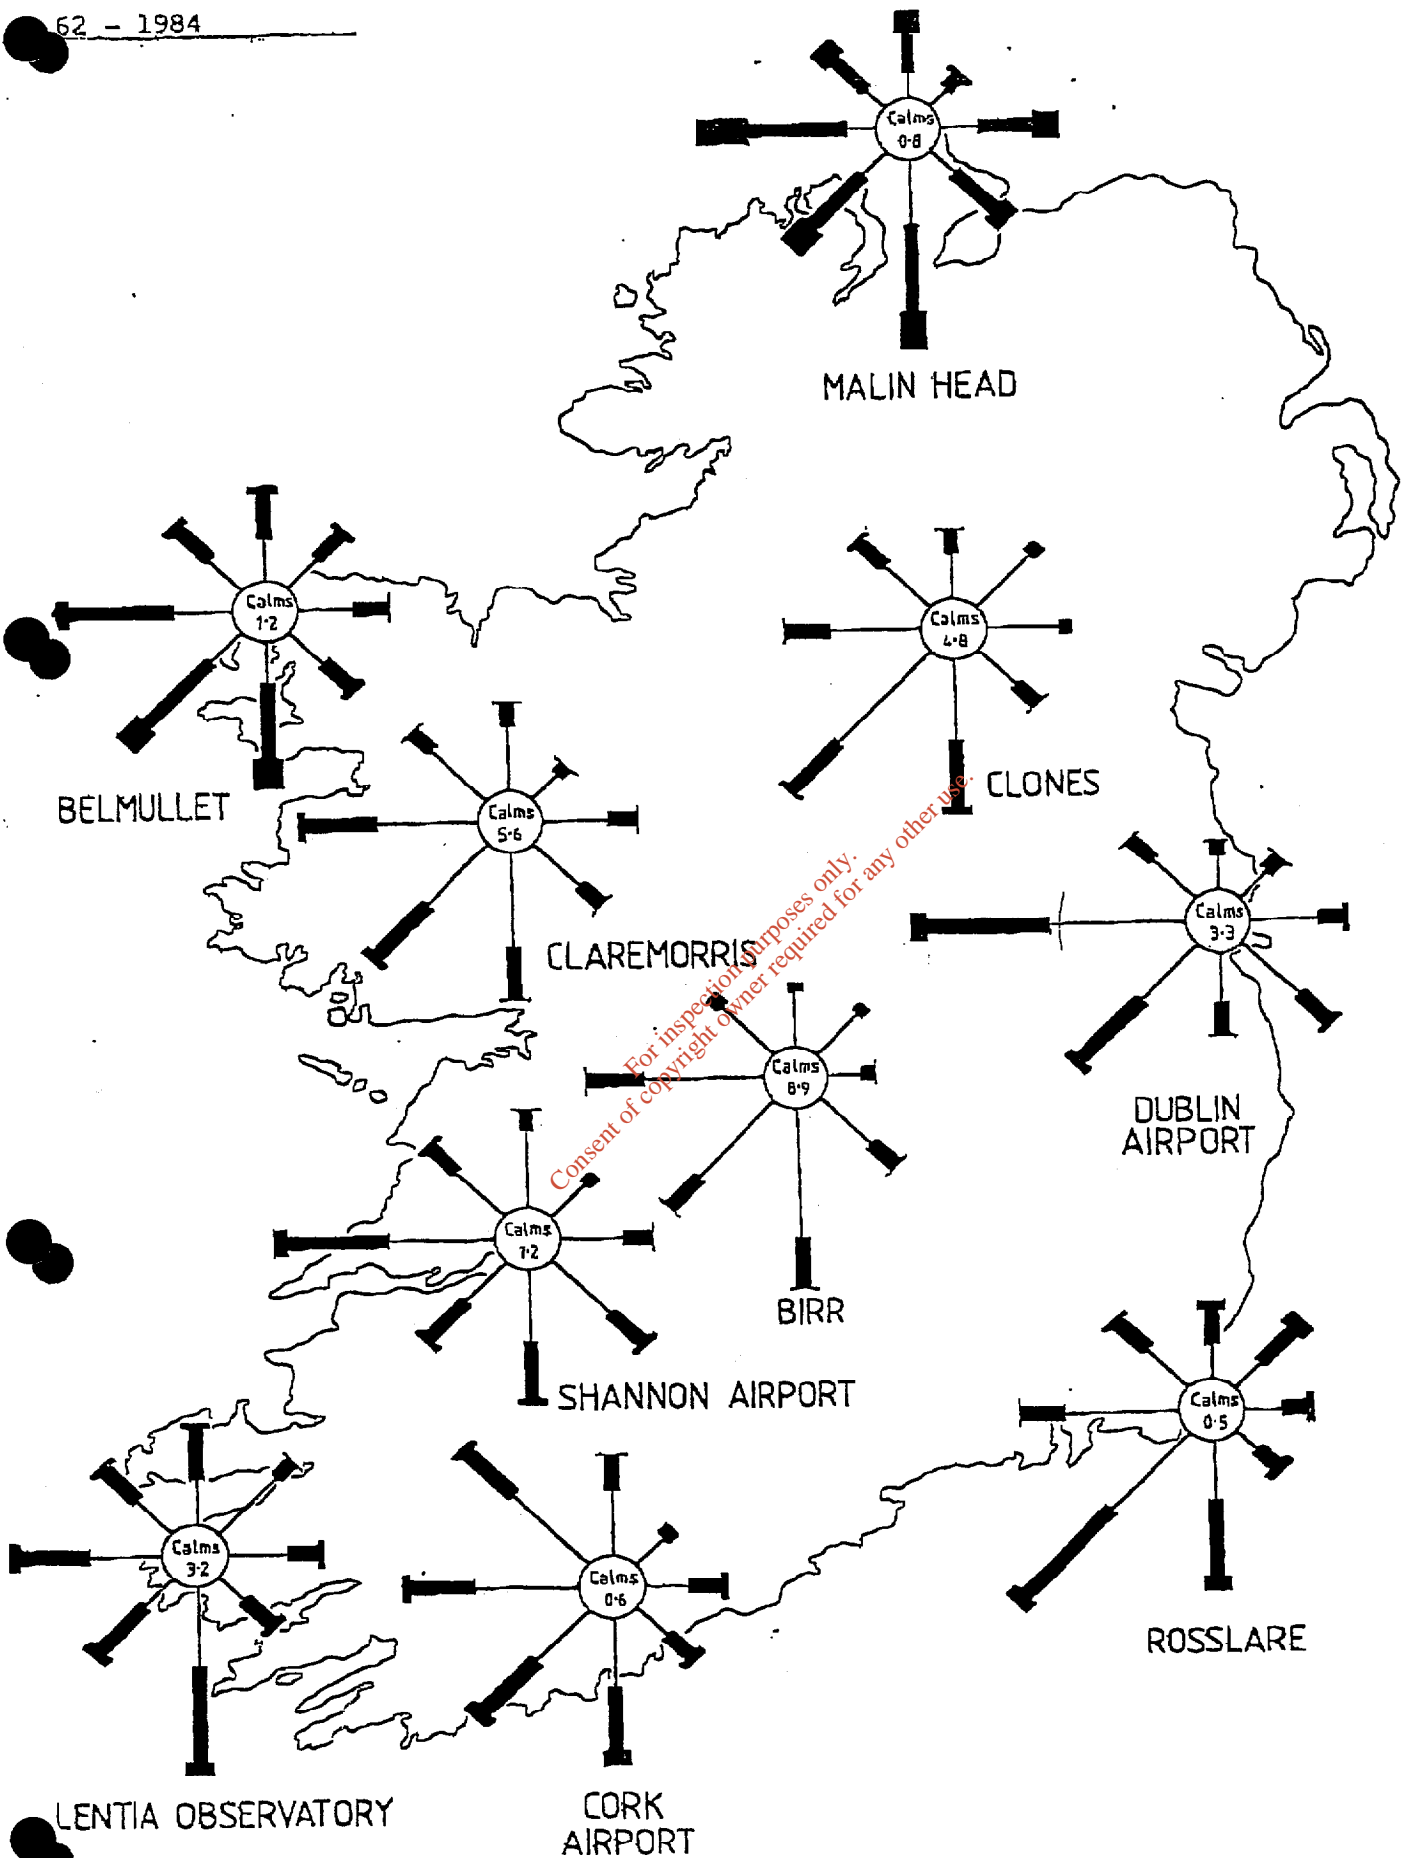 62 - 1984
Calms
0·8
MALIN HEAD
Calms
1·2
BELMULLET
Calms
4·8
CLONES
Calms
5·6
CLAREMORRIS
Calms
3·3
DUBLIN
AIRPORT
Calms
8·9
BIRR
Calms
7·2
SHANNON AIRPORT
Calms
0·5
ROSSLARE
Calms
3·2
LENTIA OBSERVATORY
Calms
0·6
CORK
AIRPORT
For inspection purposes only.
Consent of copyright owner required for any other use.